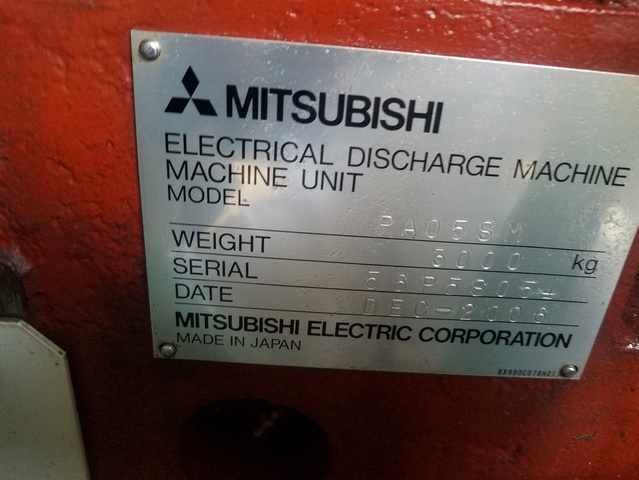 MITSUBISHI
ELECTRICAL DISCHARGE MACHINE
MACHINE UNIT
MODEL PA05SM
WEIGHT 5000 kg
SERIAL
DATE DEC-2006
MITSUBISHI ELECTRIC CORPORATION
MADE IN JAPAN